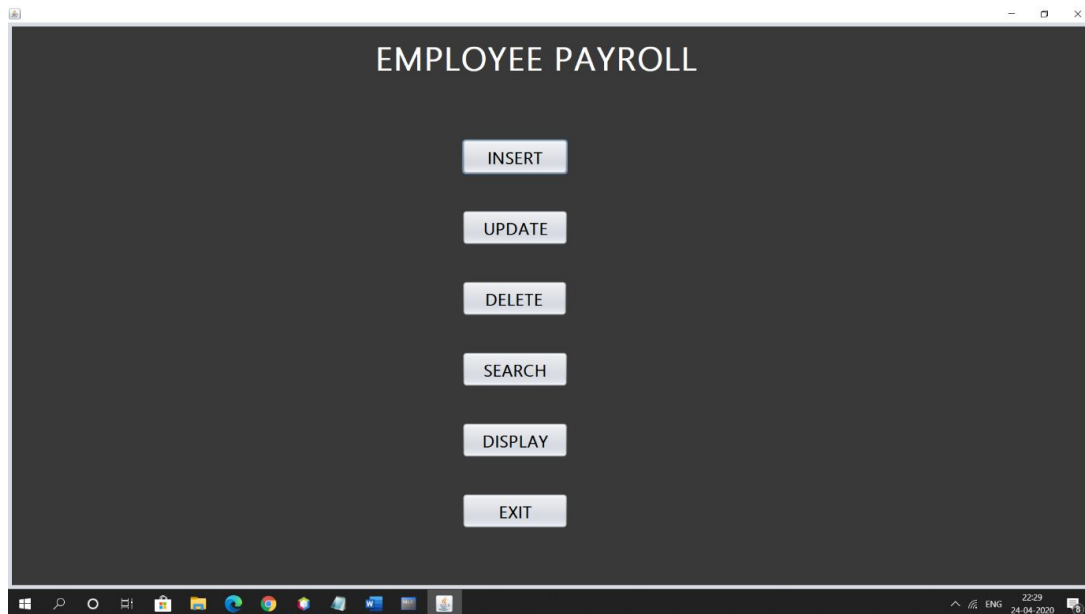 EMPLOYEE PAYROLL
INSERT
UPDATE
DELETE
SEARCH
DISPLAY
EXIT
ENG
22:29
24-04-2020